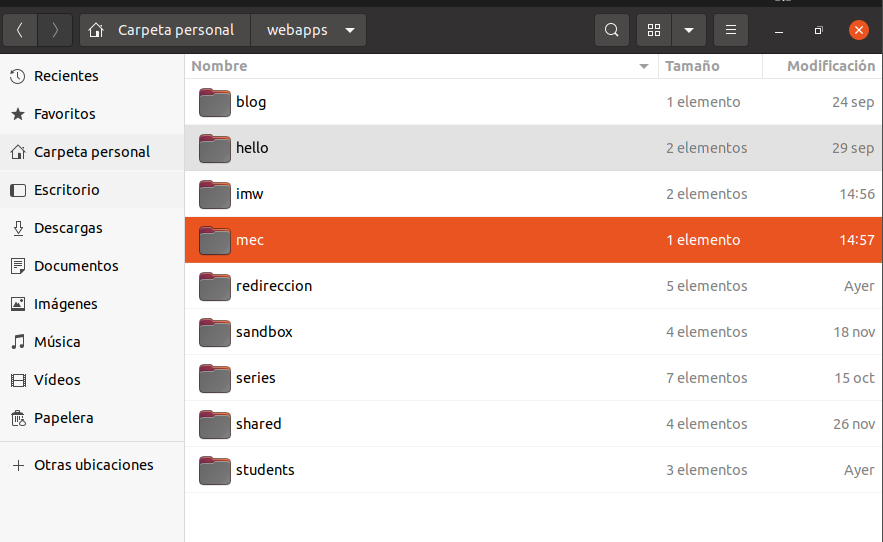 Carpeta personal webapps
Nombre Tamaño Modificación
Recientes
Favoritos
Carpeta personal
Escritorio
Descargas
Documentos
Imágenes
Música
Vídeos
Papelera
Otras ubicaciones
blog 1 elemento 24 sep
hello 2 elementos 29 sep
imw 2 elementos 14:56
mec 1 elemento 14:57
redireccion 5 elementos Ayer
sandbox 4 elementos 18 nov
series 7 elementos 15 oct
shared 4 elementos 26 nov
students 3 elementos Ayer